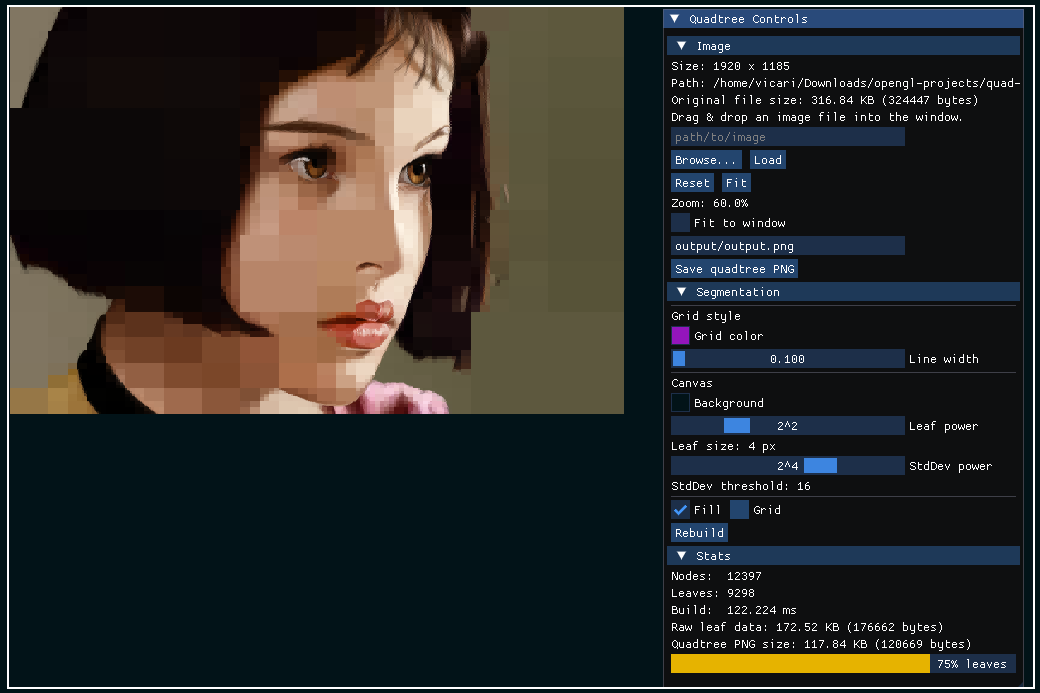 Quadtree Controls
Image
Size: 1920 x 1185
Path: /home/vicari/Downloads/opengl-projects/quad-
Original file size: 316.84 KB (324447 bytes)
Drag & drop an image file into the window.
path/to/image
Browse... Load
Reset Fit
Zoom: 60.0%
Fit to window
output/output.png
Save quadtree PNG
Segmentation
Grid style
Grid color
0.100 Line width
Canvas
Background
2^2 Leaf power
Leaf size: 4 px
2^4 StdDev power
StdDev threshold: 16
Fill Grid
Rebuild
Stats
Nodes: 12397
Leaves: 9298
Build: 122.224 ms
Raw leaf data: 172.52 KB (176662 bytes)
Quadtree PNG size: 117.84 KB (120669 bytes)
75% leaves